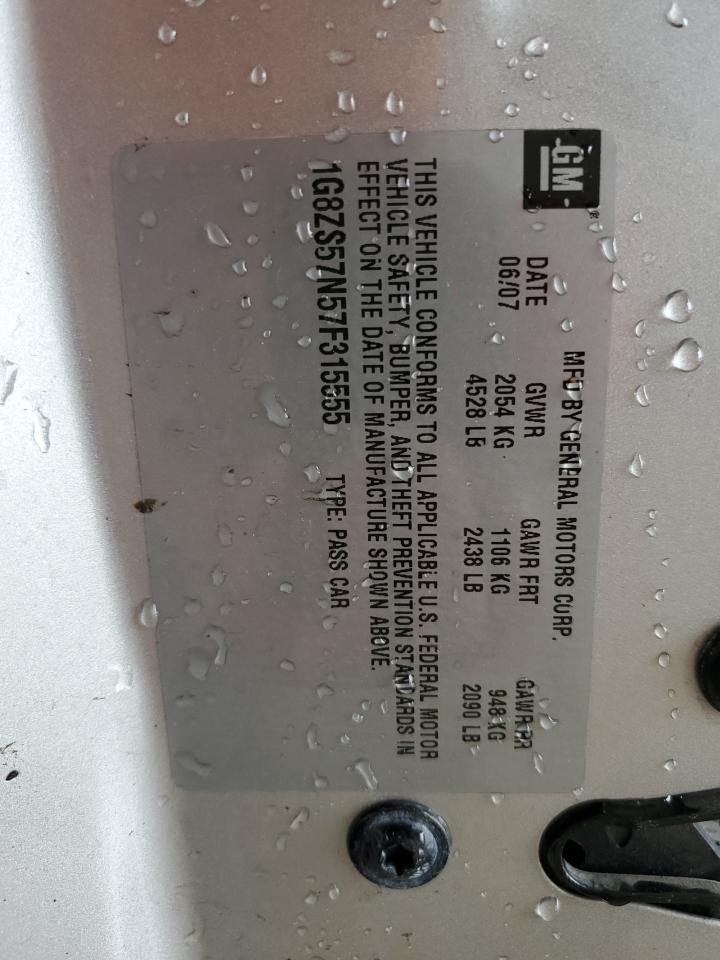 GM
MFD BY GENERAL MOTORS CORP.
DATE GVWR GAWR FRT GAWR RR
06/07 2054 KG 1106 KG 948 KG
4528 LB 2438 LB 2090 LB
THIS VEHICLE CONFORMS TO ALL APPLICABLE U.S. FEDERAL MOTOR
VEHICLE SAFETY, BUMPER, AND THEFT PREVENTION STANDARDS IN
EFFECT ON THE DATE OF MANUFACTURE SHOWN ABOVE.
1G8ZS57N57F315555 TYPE: PASS CAR